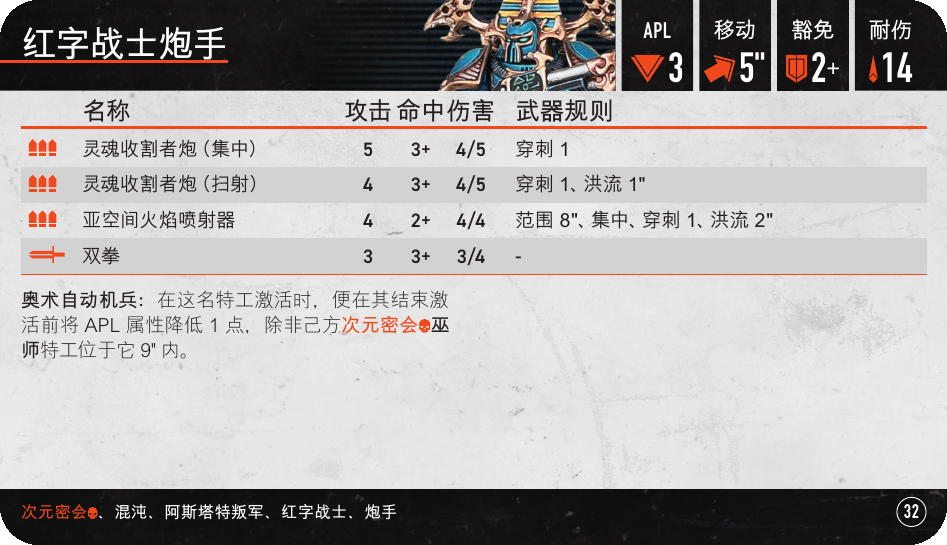 红字战士炮手
APL 移动 豁免 耐伤
3 5" 2+ 14
名称 攻击 命中 伤害 武器规则
灵魂收割者炮（集中） 5 3+ 4/5 穿刺 1
灵魂收割者炮（扫射） 4 3+ 4/5 穿刺 1、洪流 1"
亚空间火焰喷射器 4 2+ 4/4 范围 8"、集中、穿刺 1、洪流 2"
双拳 3 3+ 3/4 -
奥术自动机兵：在这名特工激活时，便在其结束激
活前将 APL 属性降低 1 点，除非己方次元密会巫
师特工位于它 9" 内。
次元密会、混沌、阿斯塔特叛军、红字战士、炮手
32